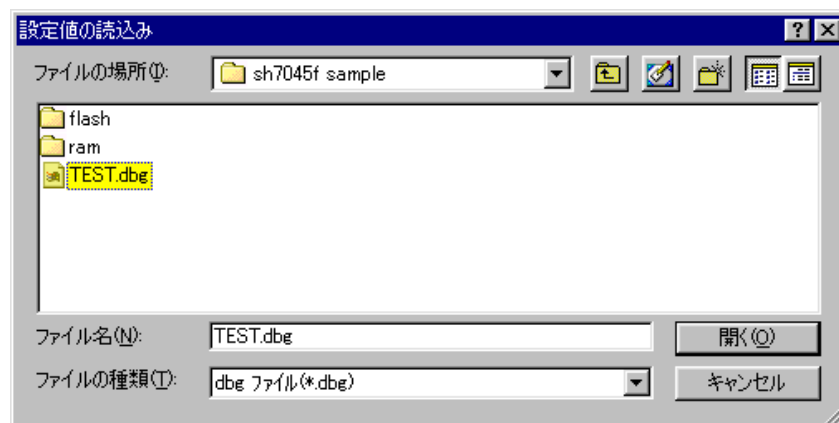 設定値の読込み
ファイルの場所(I): sh7045f sample
flash
ram
TEST.dbg
ファイル名(N): TEST.dbg 開く(O)
ファイルの種類(T): dbg ファイル(*.dbg) キャンセル